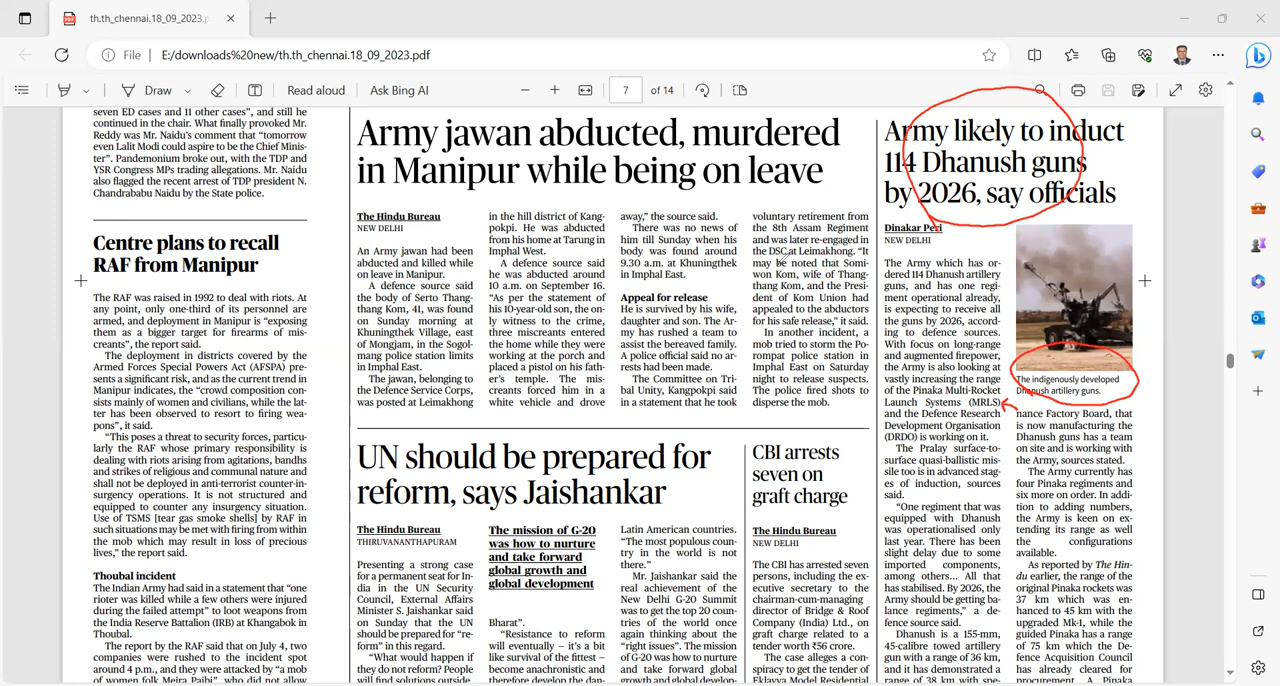 th.th_chennai.18_09_2023.p
File
E:/downloads%20new/th.th_chennai.18_09_2023.pdf
Draw
Read aloud
Ask Bing AI
7
of 14
seven ED cases and 11 other cases”, and still he
continued in the chair. What finally provoked Mr.
Reddy was Mr. Naidu’s comment that “tomorrow
even Lalit Modi could aspire to be the Chief Minis-
ter”. Pandemonium broke out, with the TDP and
YSR Congress MPs trading allegations. Mr. Naidu
also flagged the recent arrest of TDP president N.
Chandrababu Naidu by the State police.
Centre plans to recall
RAF from Manipur
The RAF was raised in 1992 to deal with riots. At
any point, only one-third of its personnel are
armed, and deployment in Manipur is “exposing
them as a bigger target for firearms of mis-
creants”, the report said.
The deployment in districts covered by the
Armed Forces Special Powers Act (AFSPA) pre-
sents a significant risk, and as the current trend in
Manipur indicates, the “crowd composition con-
sists mainly of women and civilians, while the lat-
ter has been observed to resort to firing wea-
pons”, it said.
“This poses a threat to security forces, particu-
larly the RAF whose primary responsibility is
dealing with riots arising from agitations, bandhs
and strikes of religious and communal nature and
shall not be deployed in anti-terrorist counter-in-
surgency operations. It is not structured and
equipped to counter any insurgency situation.
Use of TSMS [tear gas smoke shells] by RAF in
such situations may be met with firing from within
the mob which may result in loss of precious
lives,” the report said.
Thoubal incident
The Indian Army had said in a statement that “one
rioter was killed while a few others were injured
during the failed attempt” to loot weapons from
the India Reserve Battalion (IRB) at Khangabok in
Thoubal.
The report by the RAF said that on July 4, two
companies were rushed to the incident spot
around 4 p.m., and they were attacked by “a mob
of women folk Meira Paibi”, who did not allow
Army jawan abducted, murdered
in Manipur while being on leave
The Hindu Bureau
NEW DELHI
An Army jawan had been
abducted and killed while
on leave in Manipur.
A defence source said
the body of Serto Thang-
thang Kom, 41, was found
on Sunday morning at
Khuningthek Village, east
of Mongjam, in the Sogol-
mang police station limits
in Imphal East.
The jawan, belonging to
the Defence Service Corps,
was posted at Leimakhong
in the hill district of Kang-
pokpi. He was abducted
from his home at Tarung in
Imphal West.
A defence source said
he was abducted around
10 a.m. on September 16.
“As per the statement of
his 10-year-old son, the on-
ly witness to the crime,
three miscreants entered
the home while they were
working at the porch and
placed a pistol on his fath-
er’s temple. The mis-
creants forced him in a
white vehicle and drove
away,” the source said.
There was no news of
him till Sunday when his
body was found around
9.30 a.m. at Khuningthek
in Imphal East.
Appeal for release
He is survived by his wife,
daughter and son. The Ar-
my has rushed a team to
assist the bereaved family.
A police official said no ar-
rests had been made.
The Committee on Tri-
bal Unity, Kangpokpi said
in a statement that he took
voluntary retirement from
the 8th Assam Regiment
and was later re-engaged in
the DSC at Leimakhong. “It
may be noted that Somi-
won Kom, wife of Thang-
thang Kom, and the Presi-
dent of Kom Union had
appealed to the abductors
for his safe release,” it said.
In another incident, a
mob tried to storm the Po-
rompat police station in
Imphal East on Saturday
night to release suspects.
The police fired shots to
disperse the mob.
UN should be prepared for
reform, says Jaishankar
The Hindu Bureau
THIRUVANANTHAPURAM
Presenting a strong case
for a permanent seat for In-
dia in the UN Security
Council, External Affairs
Minister S. Jaishankar said
on Sunday that the UN
should be prepared for “re-
form” in this regard.
“What would happen if
they do not reform? People
will find solutions outside,
The mission of G-20
was how to nurture
and take forward
global growth and
global development
Bharat”.
“Resistance to reform
will eventually – it’s a bit
like survival of the fittest –
become anachronistic and
therefore develop the dan-
Latin American countries.
“The most populous coun-
try in the world is not
there.”
Mr. Jaishankar said the
real achievement of the
New Delhi G-20 Summit
was to get the top 20 coun-
tries of the world once
again thinking about the
“right issues”. The mission
of G-20 was how to nurture
and take forward global
growth and global develop-
CBI arrests
seven on
graft charge
The Hindu Bureau
NEW DELHI
The CBI has arrested seven
persons, including the ex-
ecutive secretary to the
chairman-cum-managing
director of Bridge & Roof
Company (India) Ltd., on
graft charge related to a
tender worth ₹56 crore.
The case alleges a con-
spiracy to get the tender of
Eklavya Model Residential
Army likely to induct
114 Dhanush guns
by 2026, say officials
Dinakar Peri
NEW DELHI
The Army which has or-
dered 114 Dhanush artillery
guns, and has one regi-
ment operational already,
is expecting to receive all
the guns by 2026, accord-
ing to defence sources.
With focus on long-range
and augmented firepower,
the Army is also looking at
vastly increasing the range
of the Pinaka Multi-Rocket
Launch Systems (MRLS)
and the Defence Research
Development Organisation
(DRDO) is working on it.
The Pralay surface-to-
surface quasi-ballistic mis-
sile too is in advanced stag-
es of induction, sources
said.
“One regiment that was
equipped with Dhanush
was operationalised only
last year. There has been
slight delay due to some
imported components,
among others... All that
has stabilised. By 2026, the
Army should be getting ba-
lance regiments,” a de-
fence source said.
Dhanush is a 155-mm,
45-calibre towed artillery
gun with a range of 36 km,
and it has demonstrated a
range of 38 km with spe-
The indigenously developed
Dhanush artillery guns.
nance Factory Board, that
is now manufacturing the
Dhanush guns has a team
on site and is working with
the Army, sources stated.
The Army currently has
four Pinaka regiments and
six more on order. In addi-
tion to adding numbers,
the Army is keen on ex-
tending its range as well
the configurations
available.
As reported by The Hin-
du earlier, the range of the
original Pinaka rockets was
37 km which was en-
hanced to 45 km with the
upgraded Mk-1, while the
guided Pinaka has a range
of 75 km which the De-
fence Acquisition Council
has already cleared for
procurement. A Pinaka